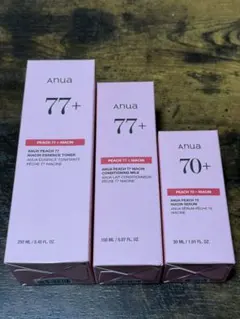 Anua
77+
PEACH 77 + NIACIN
ANUA PEACH 77
NIACIN ESSENCE TONER
250 ML / 8.45 FL. OZ.
Anua
77+
PEACH 77 + NIACIN
ANUA PEACH 77 NIACIN
CONDITIONING MILK
150 ML / 5.07 FL. OZ.
Anua
70+
PEACH 70 + NIACIN
ANUA PEACH 70
NIACIN SERUM
30 ML / 1.01 FL. OZ.